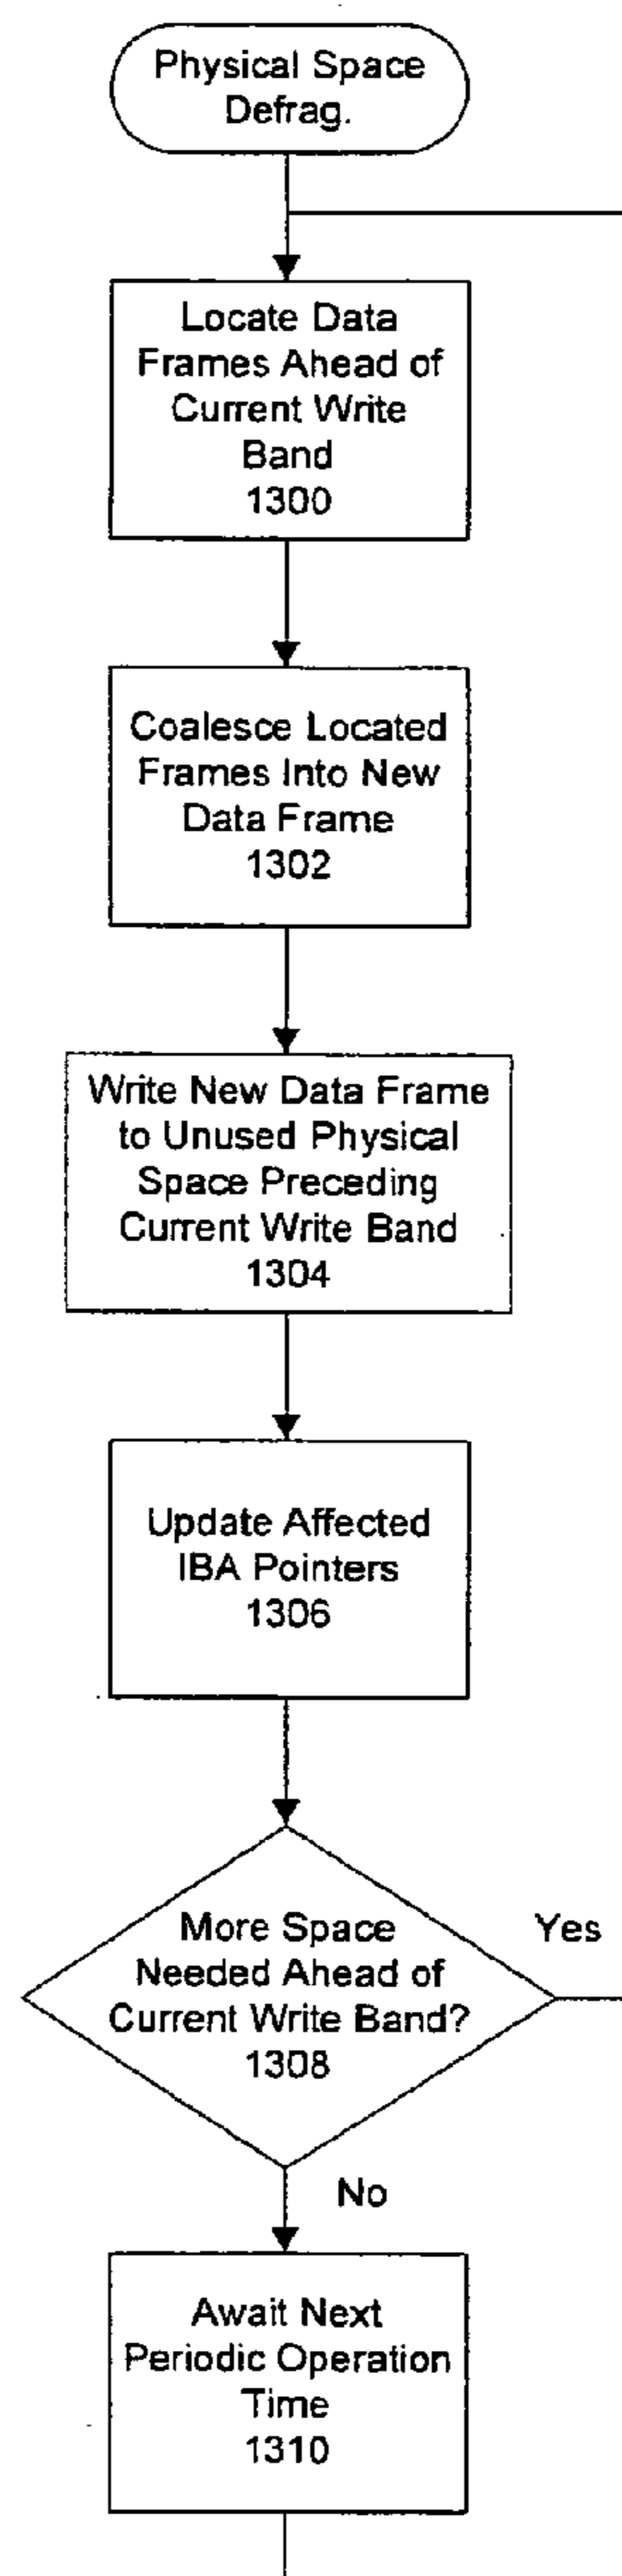 Physical Space
Defrag.
Locate Data
Frames Ahead of
Current Write
Band
1300
Coalesce Located
Frames Into New
Data Frame
1302
Write New Data Frame
to Unused Physical
Space Preceding
Current Write Band
1304
Update Affected
IBA Pointers
1306
More Space
Needed Ahead of
Current Write Band?
1308
Yes
No
Await Next
Periodic Operation
Time
1310